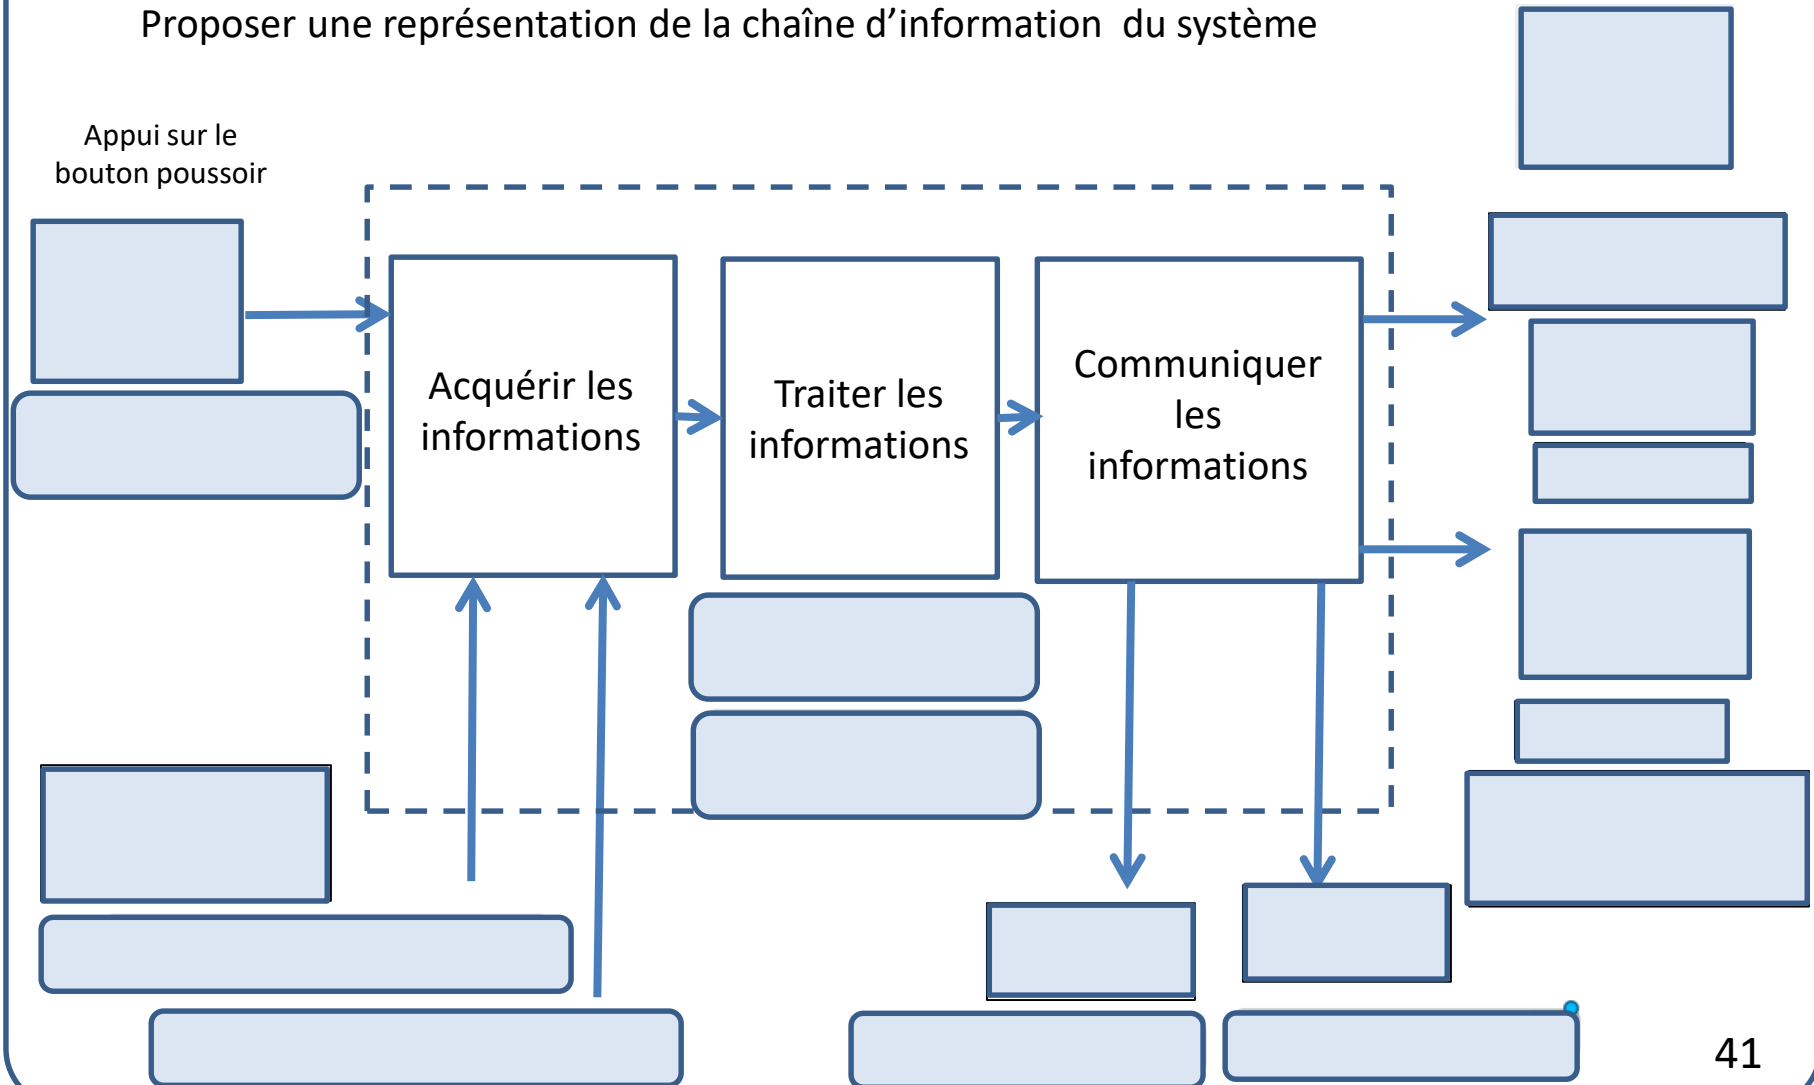 Proposer une représentation de la chaîne d’information  du système
Appui sur le
bouton poussoir
Acquérir les
informations
Traiter les
informations
Communiquer
les
informations
41